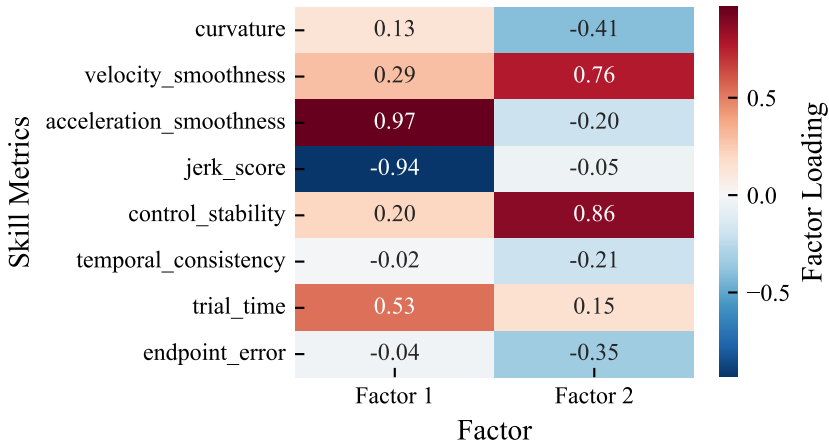 Skill Metrics
curvature 0.13 -0.41
velocity_smoothness 0.29 0.76
acceleration_smoothness 0.97 -0.20
jerk_score -0.94 -0.05
control_stability 0.20 0.86
temporal_consistency -0.02 -0.21
trial_time 0.53 0.15
endpoint_error -0.04 -0.35
Factor 1 Factor 2
Factor
0.5
0.0
−0.5
Factor Loading